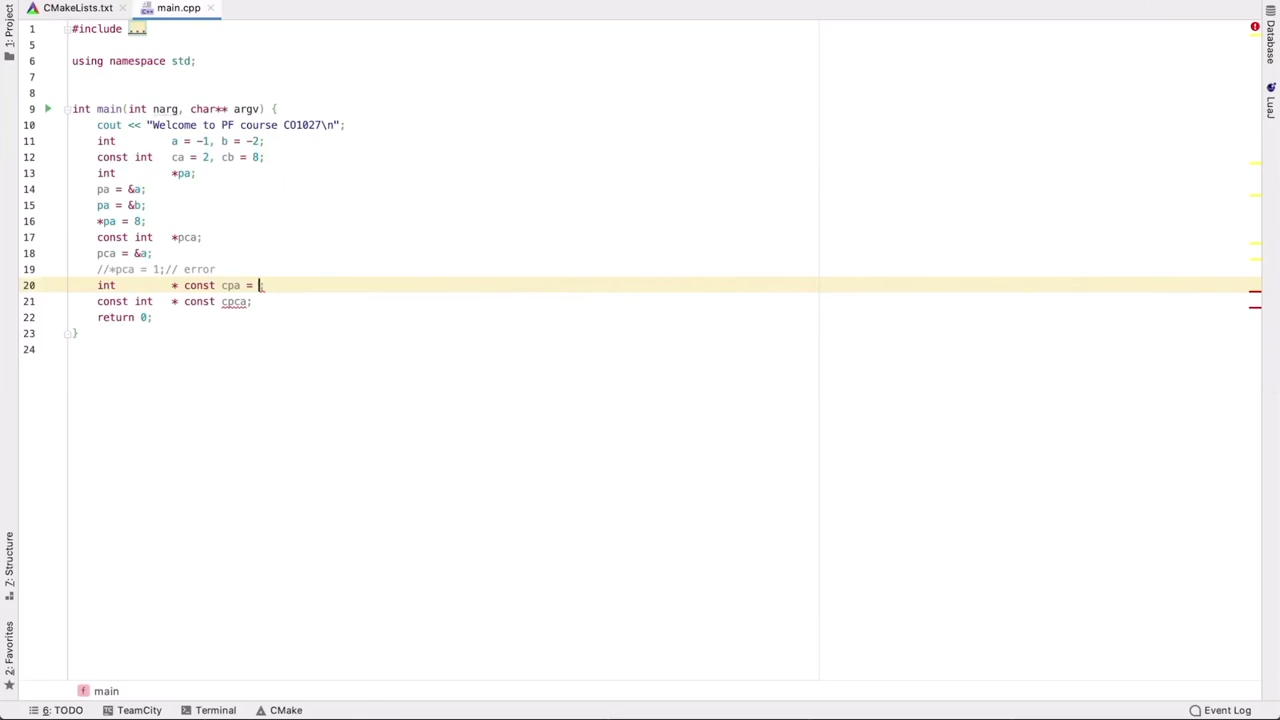 CMakeLists.txt
main.cpp
1: Project
1 #include ...
5
6 using namespace std;
7
8
9 int main(int narg, char** argv) {
10 cout << "Welcome to PF course CO1027\n";
11 int a = -1, b = -2;
12 const int ca = 2, cb = 8;
13 int *pa;
14 pa = &a;
15 pa = &b;
16 *pa = 8;
17 const int *pca;
18 pca = &a;
19 //*pca = 1;// error
20 int * const cpa = ;
21 const int * const cpca;
22 return 0;
23 }
24
Database
LuaJ
7: Structure
2: Favorites
f main
6: TODO
TeamCity
Terminal
CMake
Event Log